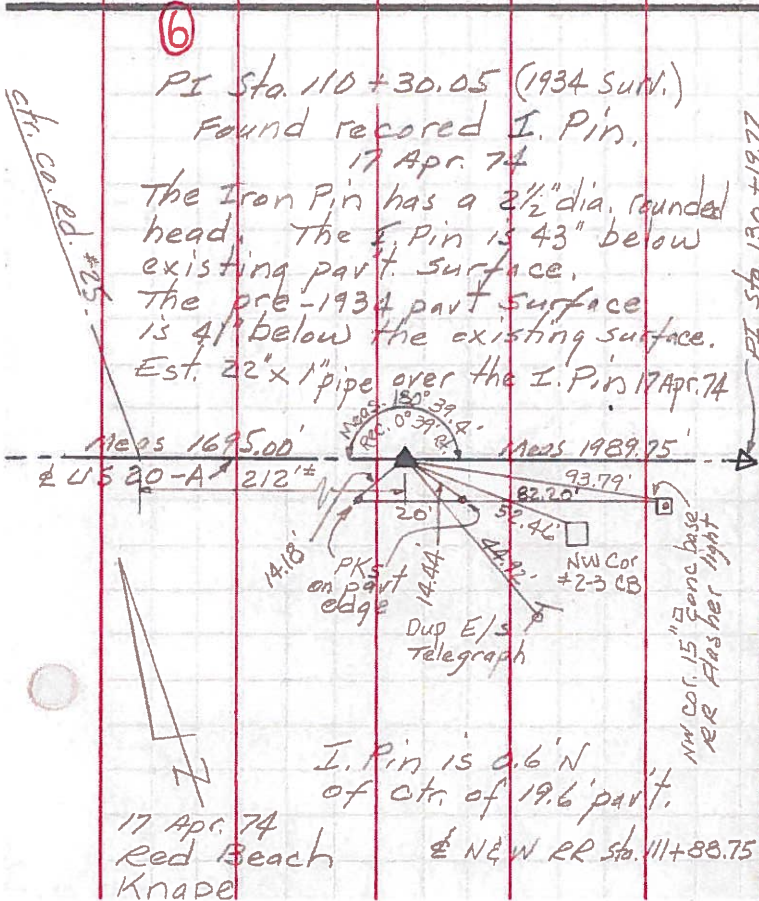 6
PI Sta. 110+30.05 (1934 Surv.)
Found recored I. Pin.
17 Apr. 74
The Iron Pin has a 2½" dia. rounded
head. The I. Pin is 43" below
existing pav't. surface.
The pre-1934 pav't surface
is 41" below the existing surface.
Est. 22" x 1" pipe over the I. Pin 17 Apr. 74
ctr. co. Rd. #25
PI Sta 130+19.77
Meas. 180° 39.4'
Rec. 0° 39' Rt.
Meas 1695.00'
Meas 1989.75'
℄ US 20-A
212'±
93.79'
82.20'
20'
52.46'
14.18'
14.44'
44.92'
PKs
on pav't
edge
NW Cor
#2-3 CB
Dup E/s
Telegraph
NW Cor. 15"□ conc base
RR flasher light
I. Pin is 0.6' N
of ctr. of 19.6' pav't.
17 Apr. 74
Red Beach
Knape
℄ N&W RR Sta. 111+88.75